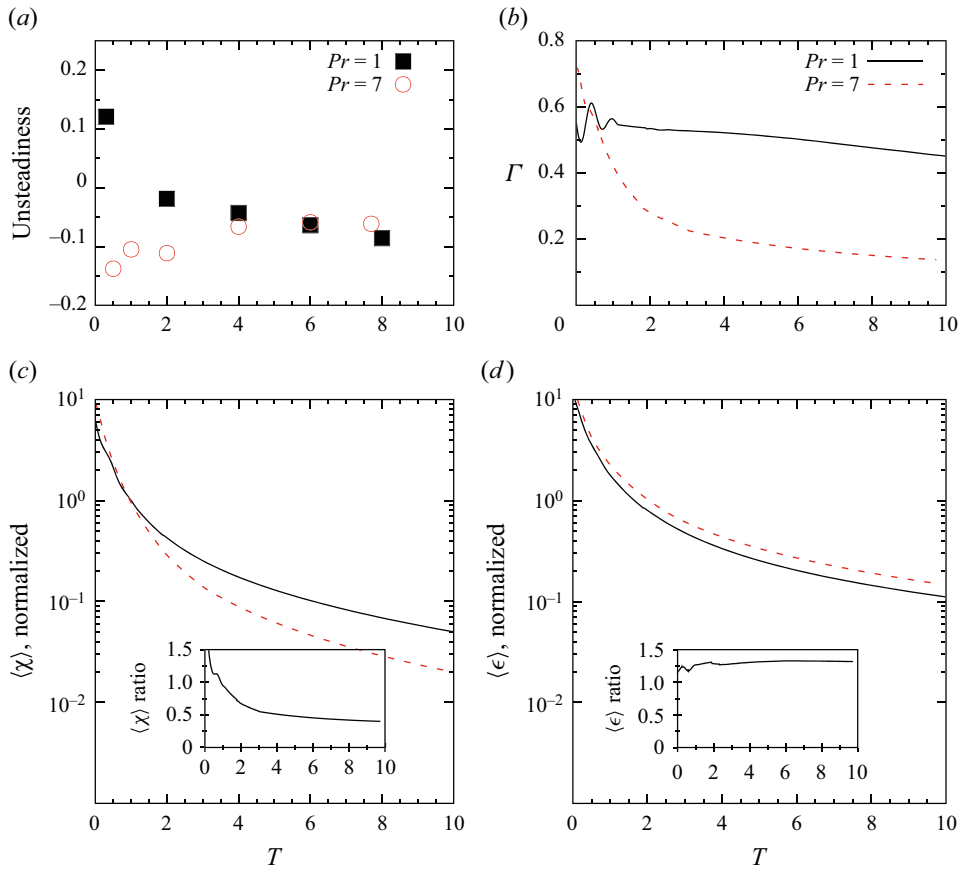 (a)
0.2
0.1
0
–0.1
–0.2
Unsteadiness
Pr = 1
Pr = 7
0 2 4 6 8 10
(b)
0.8
0.6
0.4
0.2
Γ
Pr = 1
Pr = 7
0 2 4 6 8 10
(c)
10^1
10^0
10^−1
10^−2
⟨χ⟩, normalized
1.5
1.0
0.5
0
⟨χ⟩ ratio
0 2 4 6 8 10
0 2 4 6 8 10
T
(d)
10^1
10^0
10^−1
10^−2
⟨ϵ⟩, normalized
1.5
1.0
0.5
0
⟨ϵ⟩ ratio
0 2 4 6 8 10
0 2 4 6 8 10
T